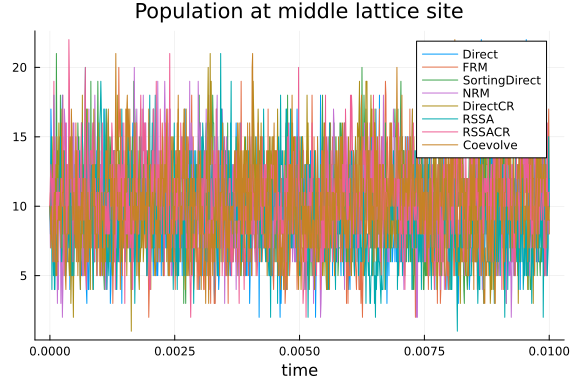 Population at middle lattice site
20
15
10
5
Direct
FRM
SortingDirect
NRM
DirectCR
RSSA
RSSACR
Coevolve
0.0000
0.0025
0.0050
0.0075
0.0100
time